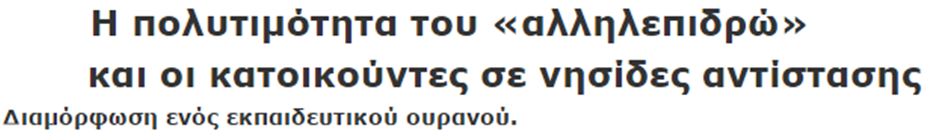 Η πολυτιμότητα του «αλληλεπιδρώ»
και οι κατοικούντες σε νησίδες αντίστασης
Διαμόρφωση ενός εκπαιδευτικού ουρανού.